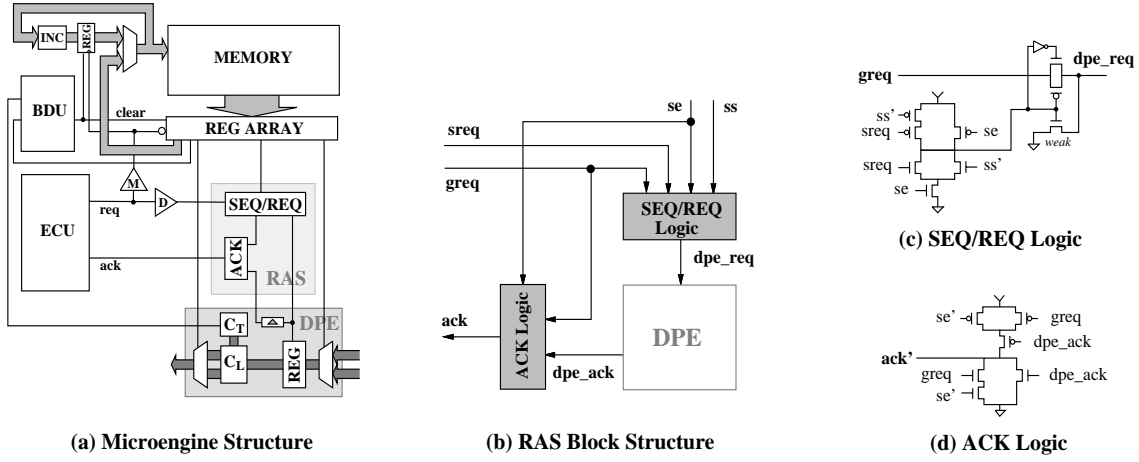 INC
REG
MEMORY
BDU
clear
REG ARRAY
M
req
D
SEQ/REQ
ECU
ACK
ack
RAS
DPE
C_T
C_L
REG
(a) Microengine Structure
se
ss
sreq
greq
SEQ/REQ
Logic
dpe_req
ACK Logic
ack
DPE
dpe_ack
(b) RAS Block Structure
dpe_req
greq
ss'
sreq
se
weak
sreq
ss'
se
(c) SEQ/REQ Logic
se'
greq
dpe_ack
ack'
greq
dpe_ack
se'
(d) ACK Logic